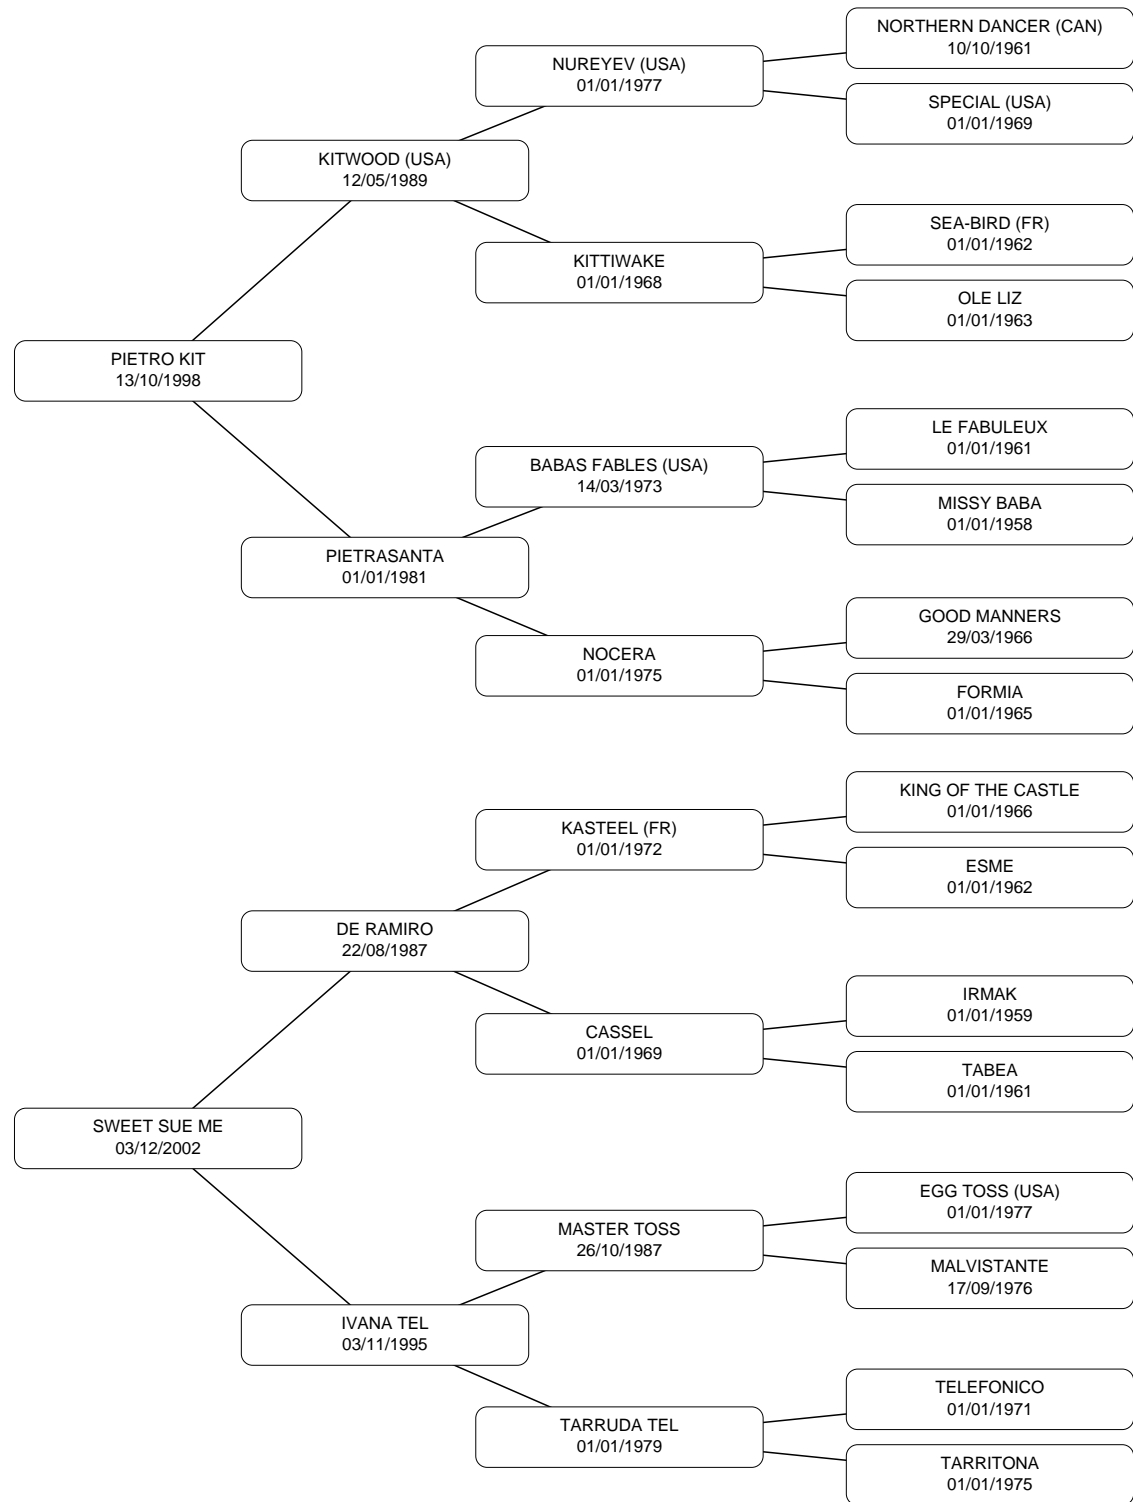 NORTHERN DANCER (CAN)
10/10/1961
NUREYEV (USA)
01/01/1977
SPECIAL (USA)
01/01/1969
KITWOOD (USA)
12/05/1989
SEA-BIRD (FR)
01/01/1962
KITTIWAKE
01/01/1968
OLE LIZ
01/01/1963
PIETRO KIT
13/10/1998
LE FABULEUX
01/01/1961
BABAS FABLES (USA)
14/03/1973
MISSY BABA
01/01/1958
PIETRASANTA
01/01/1981
GOOD MANNERS
29/03/1966
NOCERA
01/01/1975
FORMIA
01/01/1965
KING OF THE CASTLE
01/01/1966
KASTEEL (FR)
01/01/1972
ESME
01/01/1962
DE RAMIRO
22/08/1987
IRMAK
01/01/1959
CASSEL
01/01/1969
TABEA
01/01/1961
SWEET SUE ME
03/12/2002
EGG TOSS (USA)
01/01/1977
MASTER TOSS
26/10/1987
MALVISTANTE
17/09/1976
IVANA TEL
03/11/1995
TELEFONICO
01/01/1971
TARRUDA TEL
01/01/1979
TARRITONA
01/01/1975